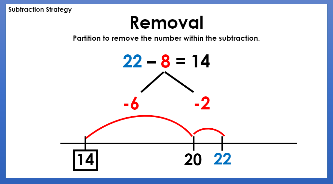 Subtraction Strategy
Removal
Partition to remove the number within the subtraction.
22 – 8 = 14
-6 -2
14 20 22